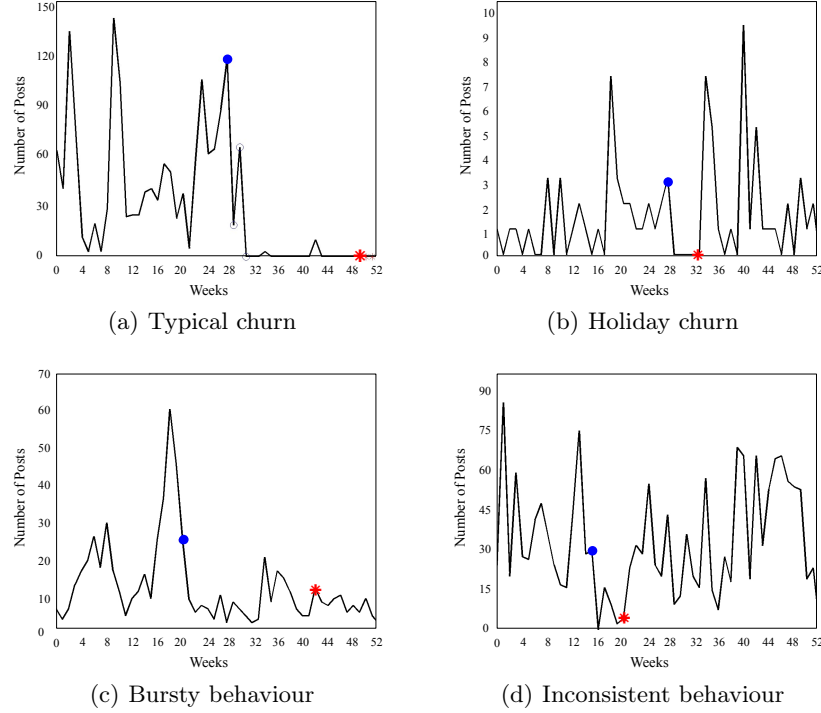 150
120
90
60
30
0
Number of Posts
0 4 8 12 16 20 24 28 32 36 40 44 48 52
Weeks
(a) Typical churn
10
9
8
7
6
5
4
3
2
1
0
Number of Posts
0 4 8 12 16 20 24 28 32 36 40 44 48 52
Weeks
(b) Holiday churn
70
60
50
40
30
20
10
0
Number of Posts
0 4 8 12 16 20 24 28 32 36 40 44 48 52
Weeks
(c) Bursty behaviour
90
75
60
45
30
15
0
Number of Posts
0 4 8 12 16 20 24 28 32 36 40 44 48 52
Weeks
(d) Inconsistent behaviour